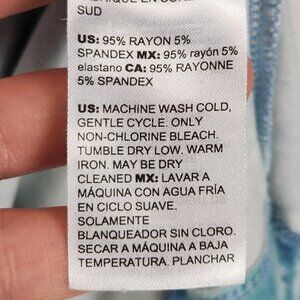 SUD
US: 95% RAYON 5%
SPANDEX MX: 95% rayón 5%
elastano CA: 95% RAYONNE
5% SPANDEX
US: MACHINE WASH COLD,
GENTLE CYCLE. ONLY
NON-CHLORINE BLEACH.
TUMBLE DRY LOW. WARM
IRON. MAY BE DRY
CLEANED MX: LAVAR A
MÁQUINA CON AGUA FRÍA
EN CICLO SUAVE.
SOLAMENTE
BLANQUEADOR SIN CLORO.
SECAR A MÁQUINA A BAJA
TEMPERATURA. PLANCHAR